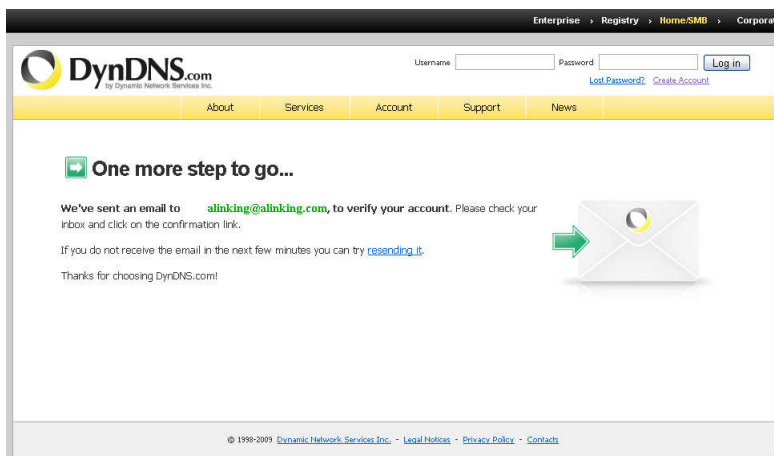 Enterprise › Registry › Home/SMB › Corpora
DynDNS.com
by Dynamic Network Services Inc.
Username
Password
Log in
Lost Password? Create Account
About Services Account Support News
One more step to go...
We've sent an email to alinking@alinking.com, to verify your account. Please check your
inbox and click on the confirmation link.
If you do not receive the email in the next few minutes you can try resending it.
Thanks for choosing DynDNS.com!
© 1998-2009 Dynamic Network Services Inc. - Legal Notices - Privacy Policy - Contacts